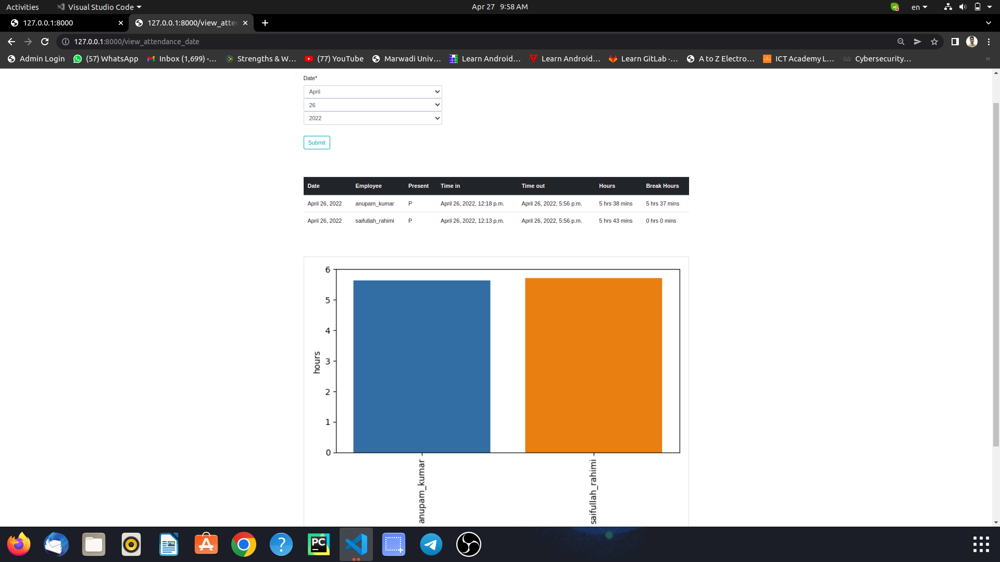 Activities Visual Studio Code Apr 27 9:58 AM en
127.0.0.1:8000 127.0.0.1:8000/view_atter
127.0.0.1:8000/view_attendance_date
Admin Login (57) WhatsApp Inbox (1,699) -... Strengths & W... (77) YouTube Marwadi Univ... Learn Android... Learn Android... Learn GitLab ·... A to Z Electro... ICT Academy L... Cybersecurity...
Date*
April
26
2022
Submit
Date Employee Present Time in Time out Hours Break Hours
April 26, 2022 anupam_kumar P April 26, 2022, 12:18 p.m. April 26, 2022, 5:56 p.m. 5 hrs 38 mins 5 hrs 37 mins
April 26, 2022 saifullah_rahimi P April 26, 2022, 12:13 p.m. April 26, 2022, 5:56 p.m. 5 hrs 43 mins 0 hrs 0 mins
6
5
4
3
2
1
0
hours
anupam_kumar
saifullah_rahimi
PC